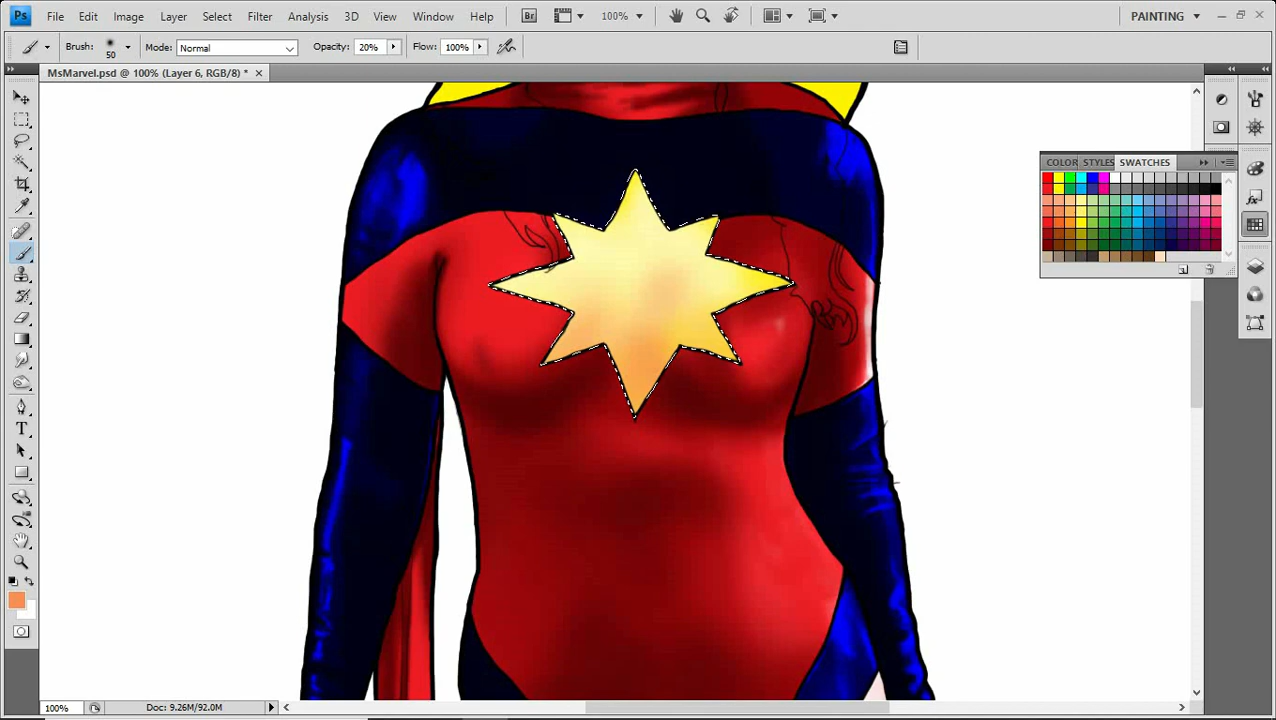 Ps File Edit Image Layer Select Filter Analysis 3D View Window Help Br 100% PAINTING
Brush: 50 Mode: Normal Opacity: 20% Flow: 100%
MsMarvel.psd @ 100% (Layer 6, RGB/8) *
COLOR STYLES SWATCHES
T
100% Doc: 9.26M/92.0M